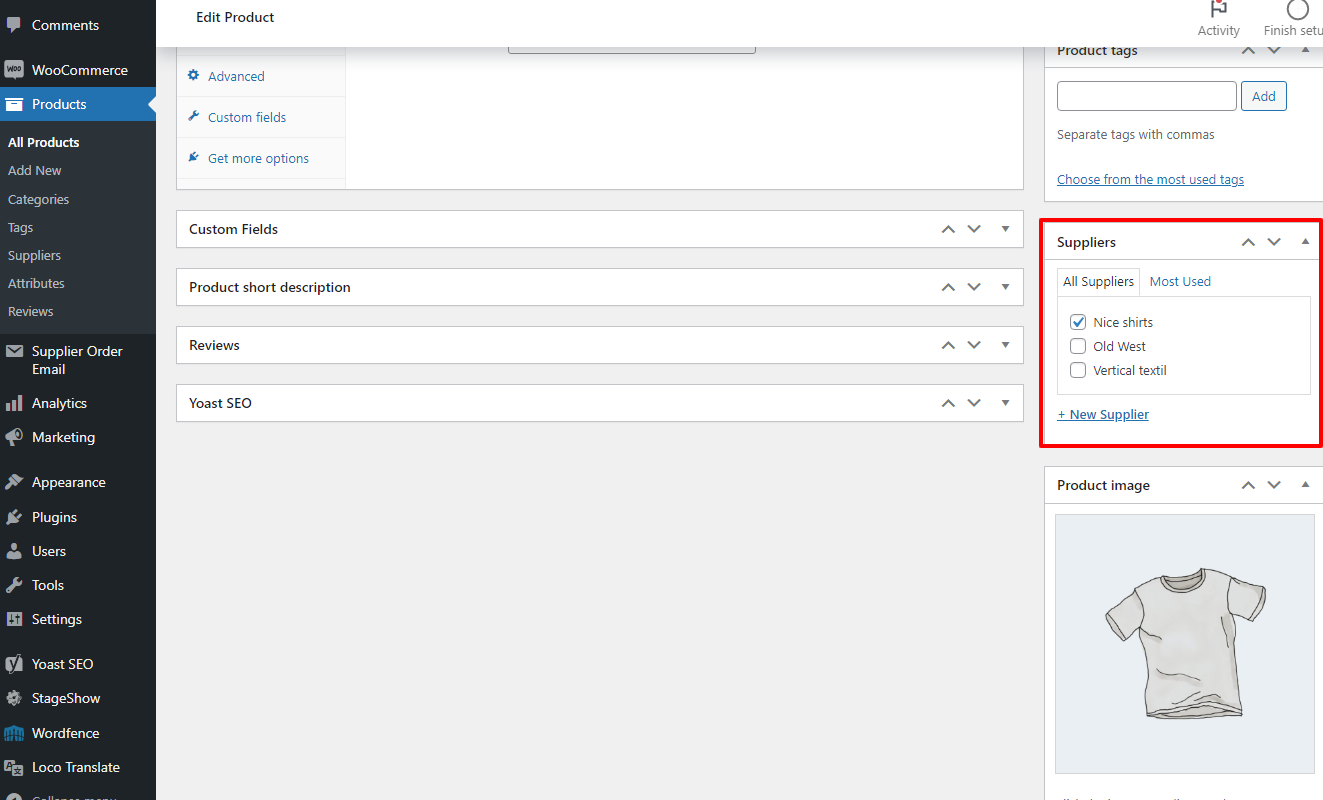 Comments
WooCommerce
Products
All Products
Add New
Categories
Tags
Suppliers
Attributes
Reviews
Supplier Order
Email
Analytics
Marketing
Appearance
Plugins
Users
Tools
Settings
Yoast SEO
StageShow
Wordfence
Loco Translate
Collapse menu
Edit Product
Activity
Finish setu
Advanced
Custom fields
Get more options
Custom Fields
Product short description
Reviews
Yoast SEO
Product tags
Add
Separate tags with commas
Choose from the most used tags
Suppliers
All Suppliers
Most Used
Nice shirts
Old West
Vertical textil
+ New Supplier
Product image